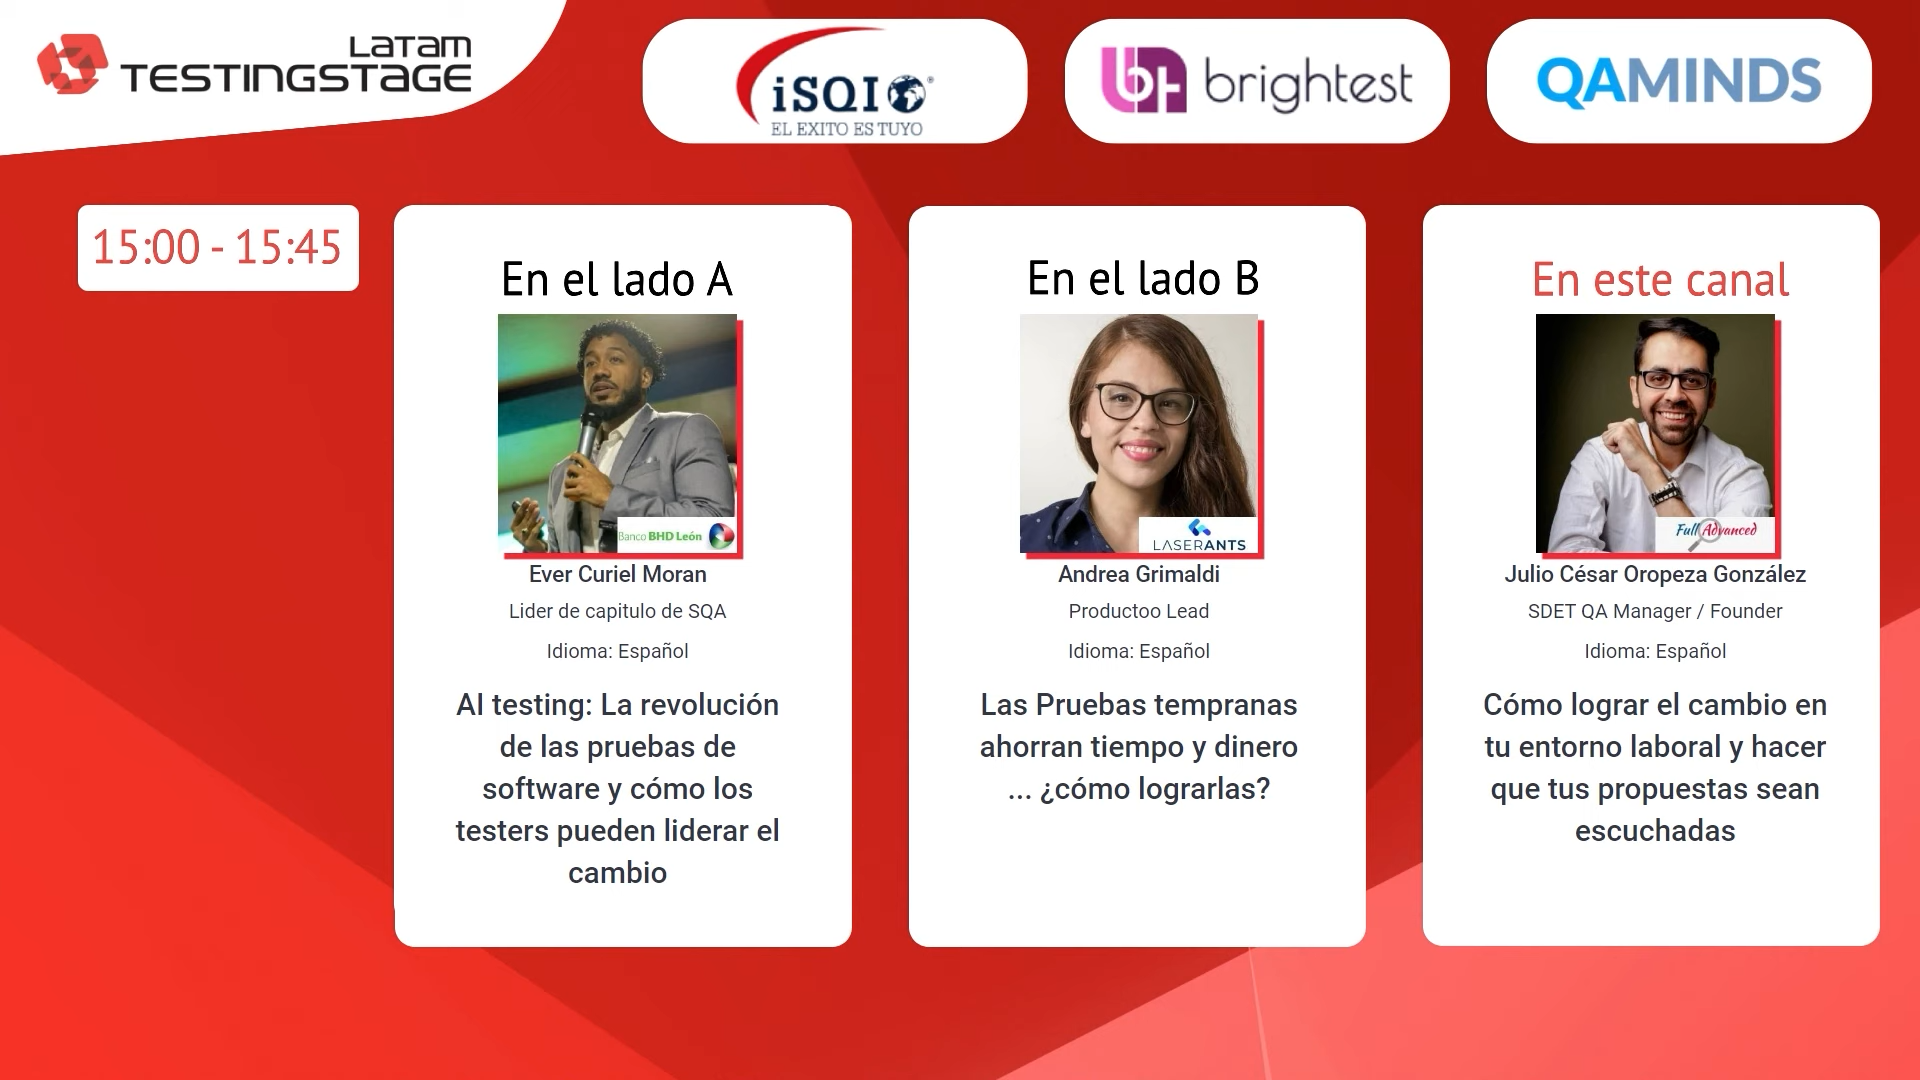 LATAM
TESTINGSTAGE
iSQI®
EL EXITO ES TUYO
bt brightest
QAMINDS
15:00 - 15:45
En el lado A
Banco BHD León
Ever Curiel Moran
Lider de capitulo de SQA
Idioma: Español
AI testing: La revolución
de las pruebas de
software y cómo los
testers pueden liderar el
cambio
En el lado B
LASERANTS
Andrea Grimaldi
Productoo Lead
Idioma: Español
Las Pruebas tempranas
ahorran tiempo y dinero
... ¿cómo lograrlas?
En este canal
Full Advanced
Julio César Oropeza González
SDET QA Manager / Founder
Idioma: Español
Cómo lograr el cambio en
tu entorno laboral y hacer
que tus propuestas sean
escuchadas